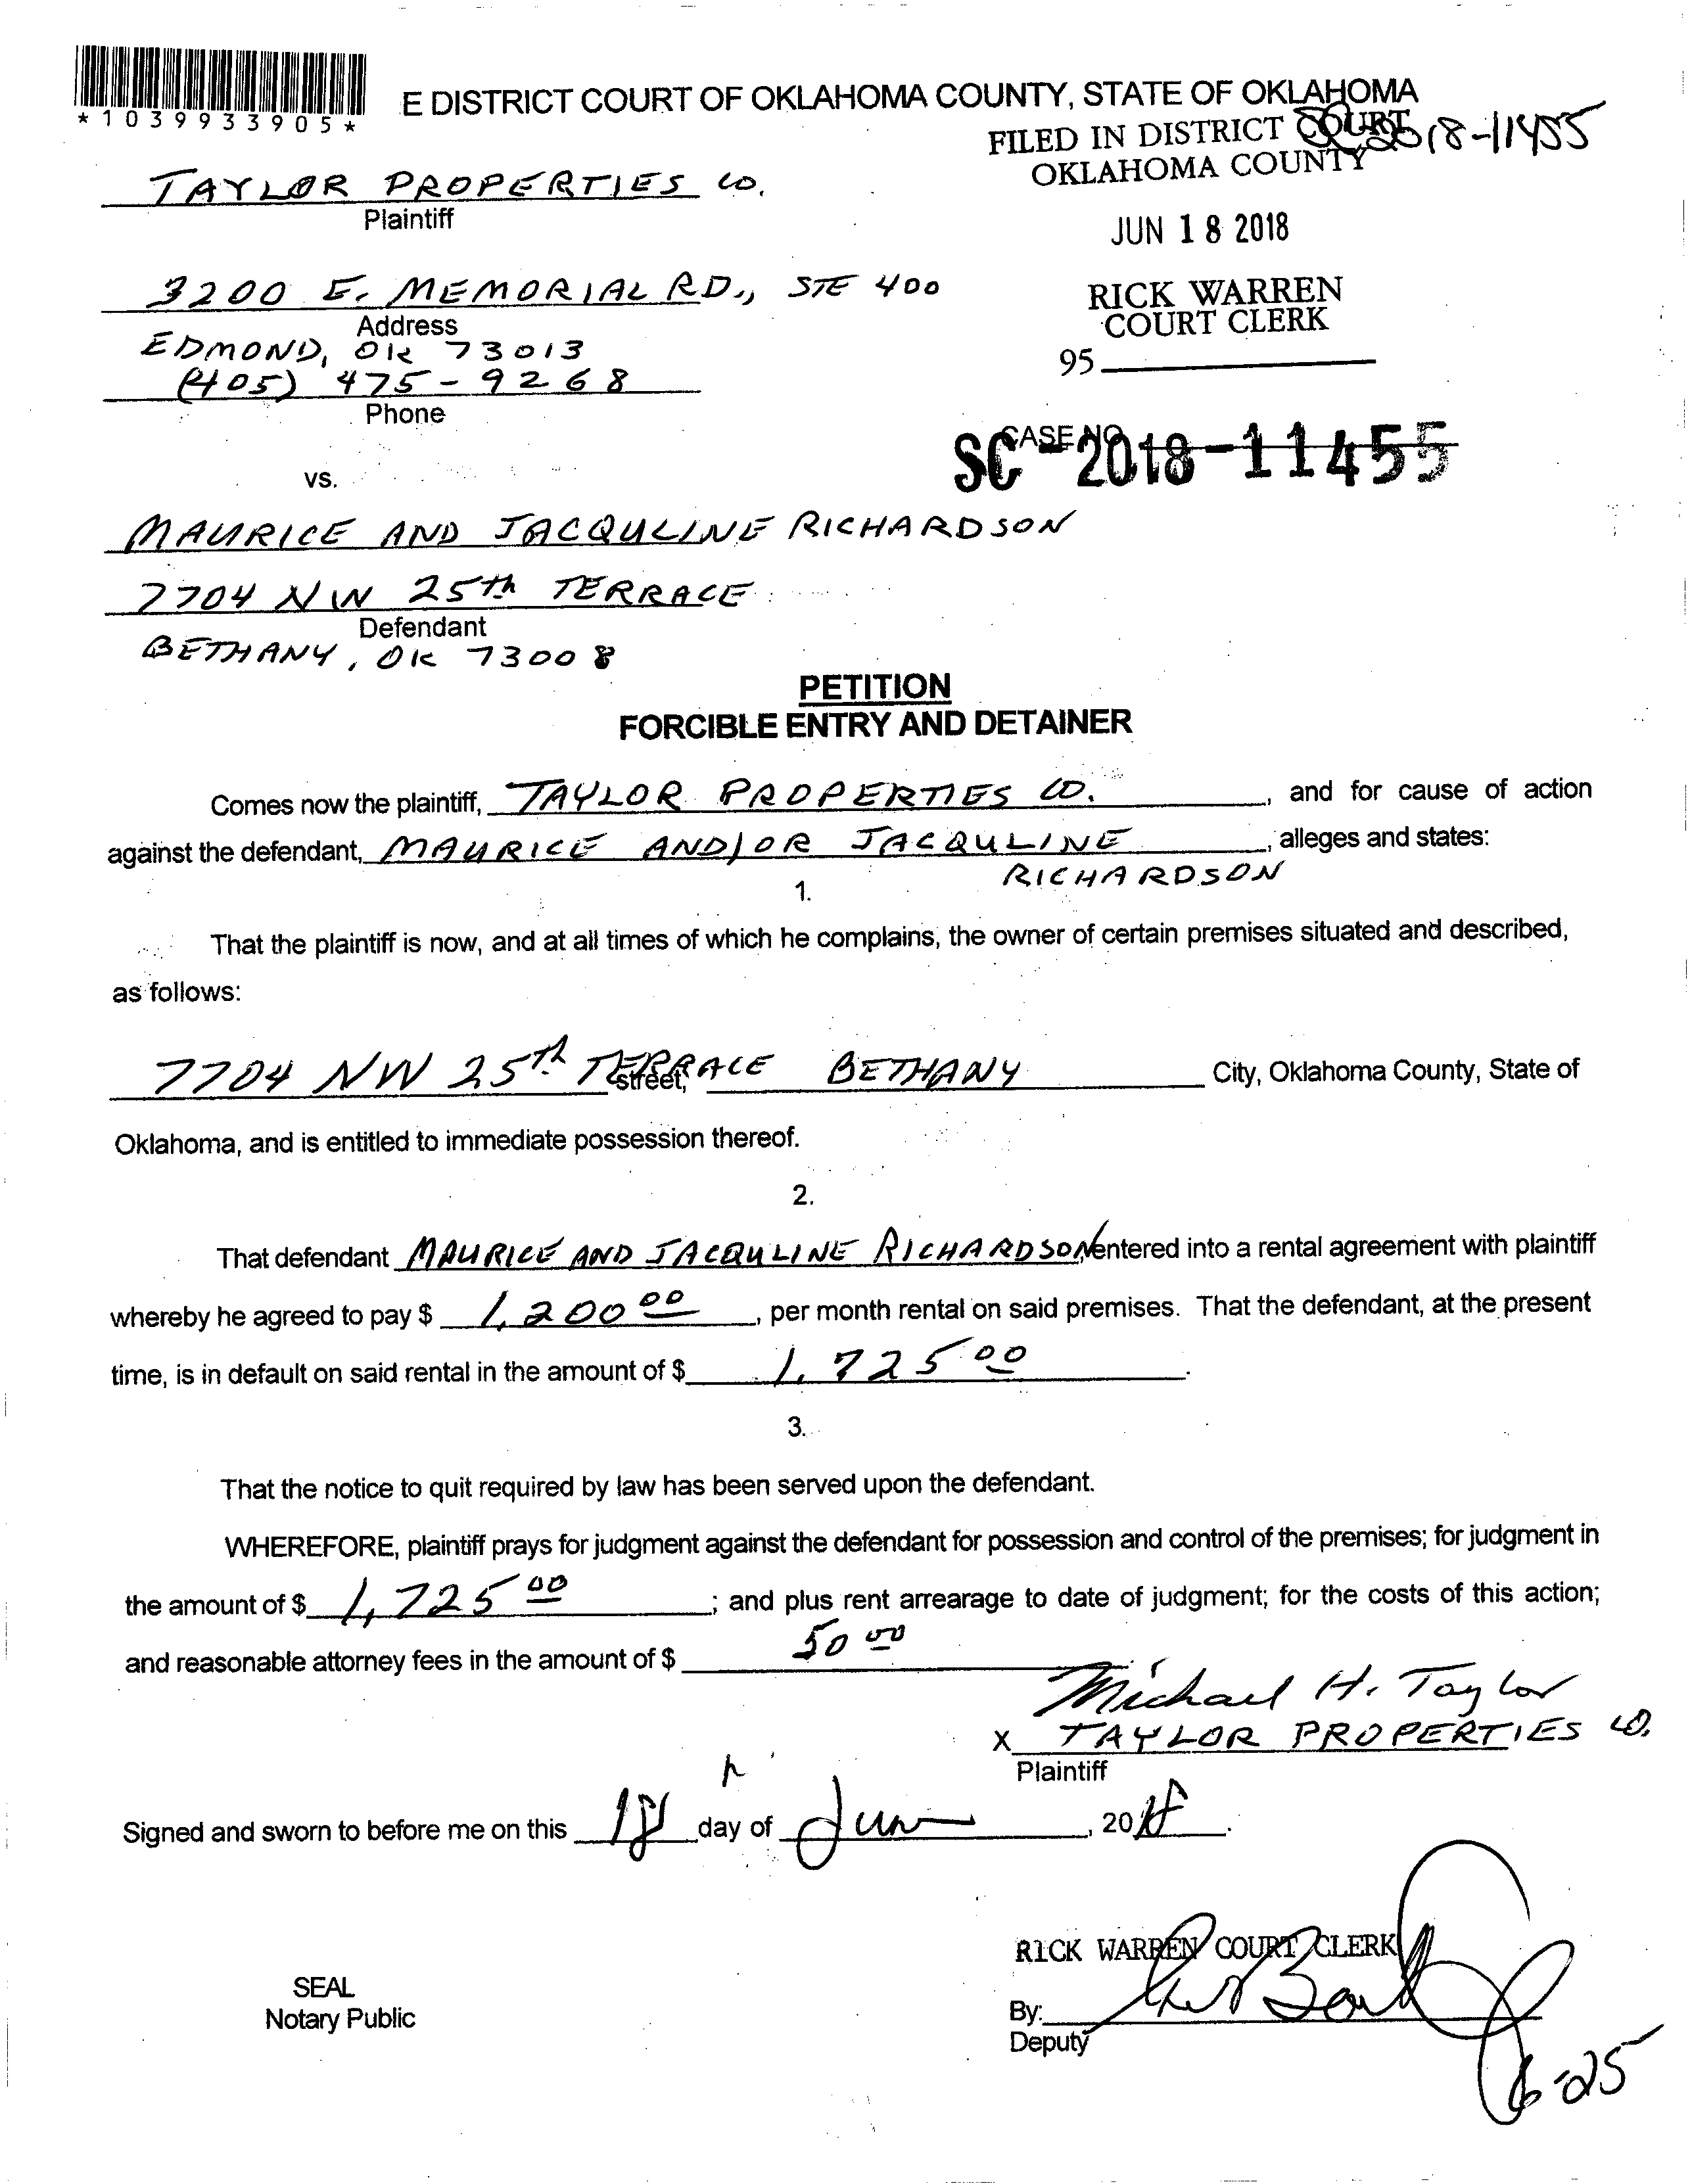 *1039933905*
E DISTRICT COURT OF OKLAHOMA COUNTY, STATE OF OKLAHOMA
FILED IN DISTRICT COURT SC2018-11455
OKLAHOMA COUNTY
TAYLOR PROPERTIES CO.
Plaintiff
JUN 18 2018
3200 E. MEMORIAL RD., STE 400
Address
RICK WARREN
COURT CLERK
EDMOND, OK 73013
95
(405) 475-9268
Phone
CASE NO.
SC-2018-11455
vs.
MAURICE AND JACQULINE RICHARDSON
7704 NW 25th TERRACE
Defendant
BETHANY, OK 73008
PETITION
FORCIBLE ENTRY AND DETAINER
Comes now the plaintiff, TAYLOR PROPERTIES CO., and for cause of action
against the defendant, MAURICE AND/OR JACQULINE, alleges and states:
RICHARDSON
1.
That the plaintiff is now, and at all times of which he complains, the owner of certain premises situated and described,
as follows:
7704 NW 25th TERRACE street, BETHANY City, Oklahoma County, State of
Oklahoma, and is entitled to immediate possession thereof.
2.
That defendant MAURICE AND JACQULINE RICHARDSON entered into a rental agreement with plaintiff
whereby he agreed to pay $ 1,200 00, per month rental on said premises. That the defendant, at the present
time, is in default on said rental in the amount of $ 1,725 00.
3.
That the notice to quit required by law has been served upon the defendant.
WHEREFORE, plaintiff prays for judgment against the defendant for possession and control of the premises; for judgment in
the amount of $ 1,725 00; and plus rent arrearage to date of judgment; for the costs of this action;
and reasonable attorney fees in the amount of $ 50 00
Michael H. Taylor
X TAYLOR PROPERTIES CO.
Plaintiff
Signed and sworn to before me on this 18 day of June, 2018.
RICK WARREN COURT CLERK
SEAL
Notary Public
By:
Deputy
6-25